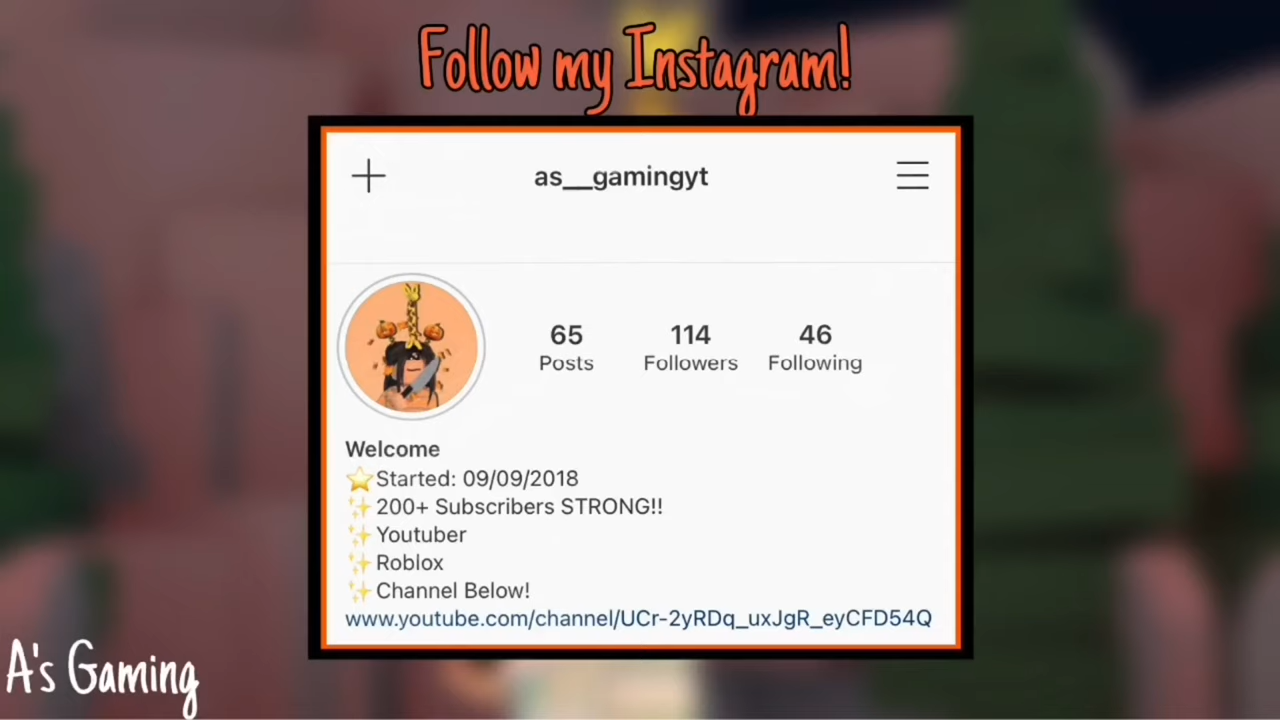 Follow my Instagram!
as__gamingyt
65 114 46
Posts Followers Following
Welcome
⭐Started: 09/09/2018
✨200+ Subscribers STRONG!!
✨Youtuber
✨Roblox
✨Channel Below!
www.youtube.com/channel/UCr-2yRDq_uxJgR_eyCFD54Q
A's Gaming